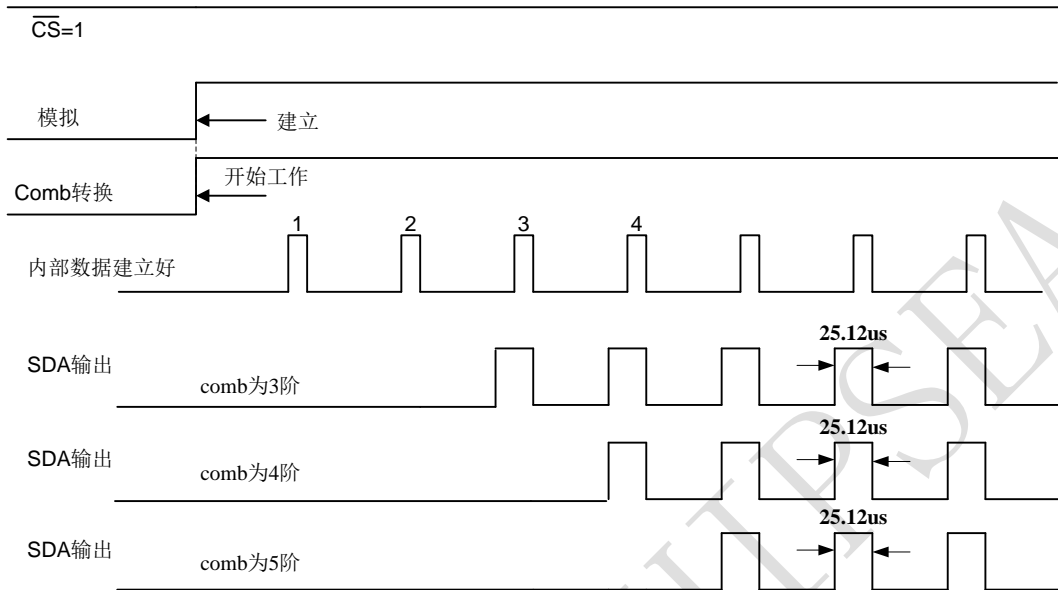 CS=1
模拟
建立
Comb转换
开始工作
1 2 3 4
内部数据建立好
25.12us
SDA输出
comb为3阶
25.12us
SDA输出
comb为4阶
25.12us
SDA输出
comb为5阶